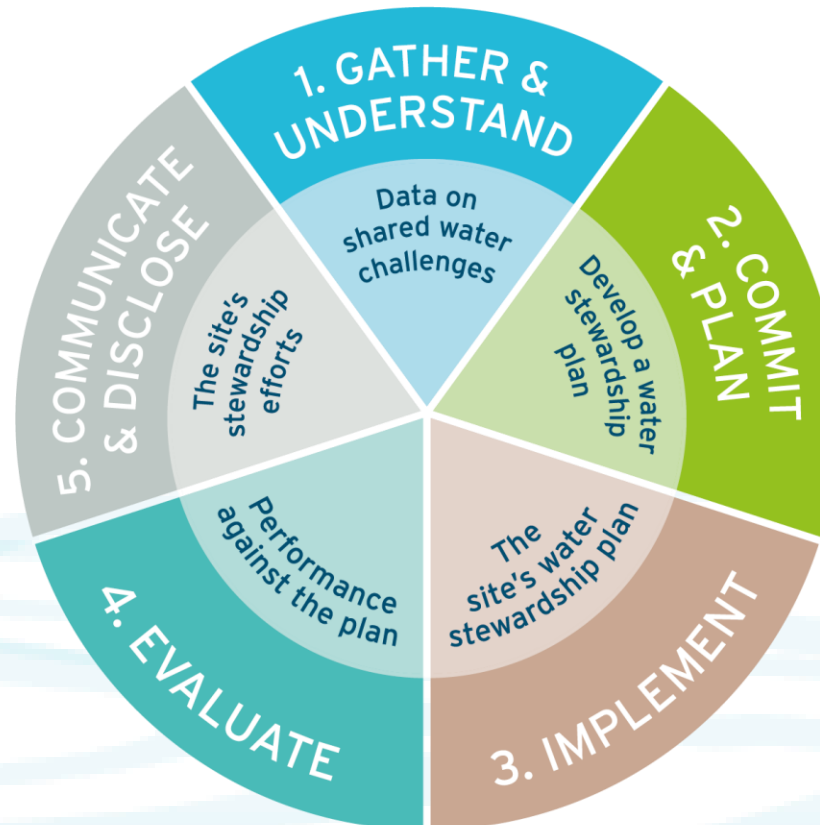 1. GATHER &
UNDERSTAND
Data on
shared water
challenges
2. COMMIT
& PLAN
Develop a water
stewardship
plan
3. IMPLEMENT
The
site's water
stewardship plan
4. EVALUATE
Performance
against the plan
5. COMMUNICATE
& DISCLOSE
The site's
stewardship
efforts